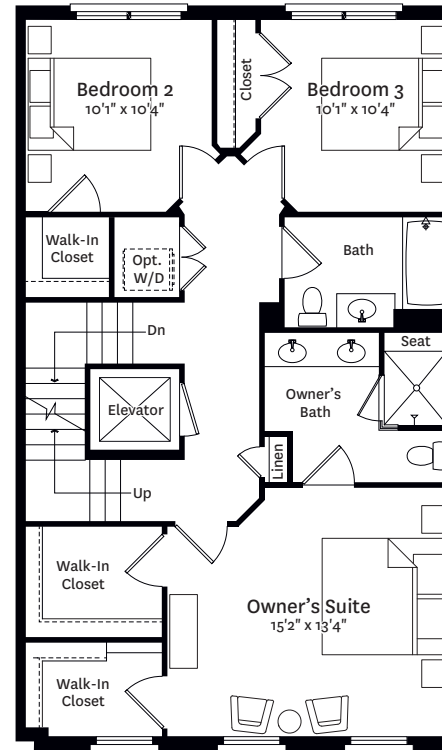 Bedroom 2
10'1" x 10'4"
Closet
Bedroom 3
10'1" x 10'4"
Walk-In
Closet
Opt.
W/D
Bath
Dn
Seat
Elevator
Owner's
Bath
Linen
Up
Walk-In
Closet
Owner's Suite
15'2" x 13'4"
Walk-In
Closet